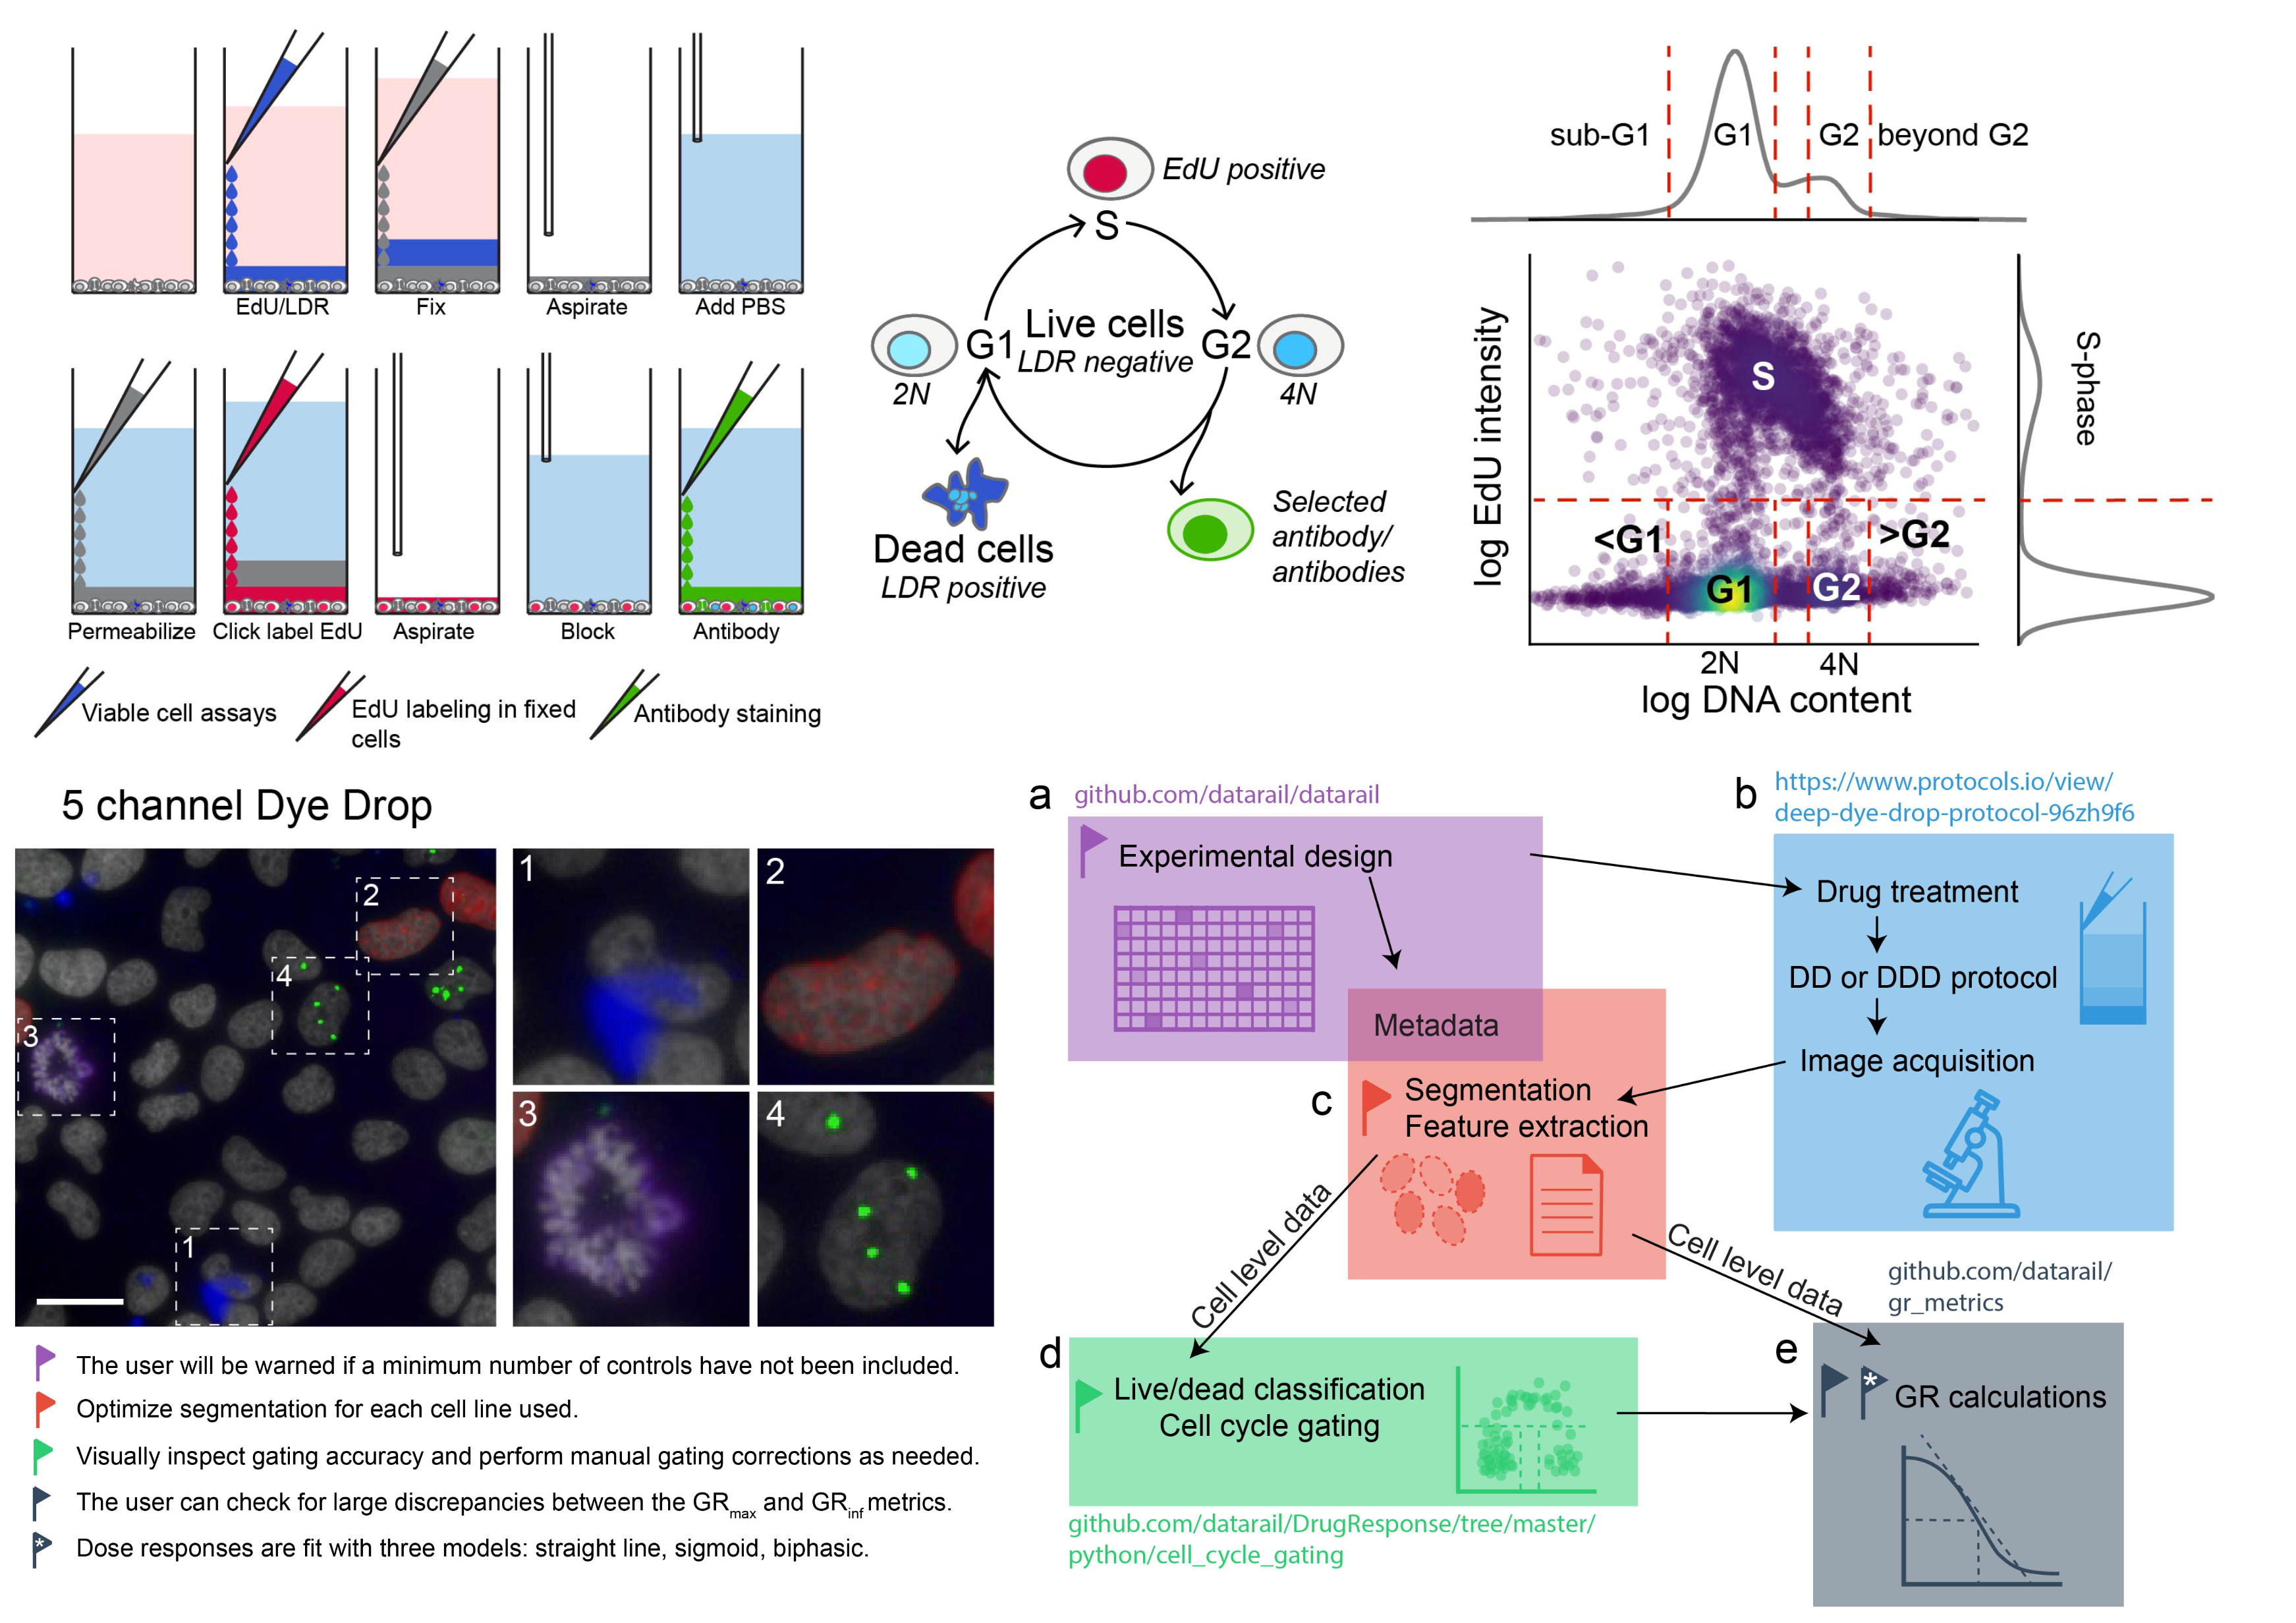 EdU/LDR
Fix
Aspirate
Add PBS
Permeabilize
Click label EdU
Aspirate
Block
Antibody
Viable cell assays
EdU labeling in fixed
cells
Antibody staining
EdU positive
S
G1
Live cells
LDR negative
G2
2N
4N
Dead cells
LDR positive
Selected
antibody/
antibodies
sub-G1
G1
G2
beyond G2
log EdU intensity
S
<G1
>G2
G1
G2
2N
4N
log DNA content
S-phase
5 channel Dye Drop
2
4
3
1
1
2
3
4
The user will be warned if a minimum number of controls have not been included.
Optimize segmentation for each cell line used.
Visually inspect gating accuracy and perform manual gating corrections as needed.
The user can check for large discrepancies between the GRmax and GRinf metrics.
* Dose responses are fit with three models: straight line, sigmoid, biphasic.
a
github.com/datarail/datarail
Experimental design
Metadata
b
https://www.protocols.io/view/
deep-dye-drop-protocol-96zh9f6
Drug treatment
DD or DDD protocol
Image acquisition
c
Segmentation
Feature extraction
Cell level data
Cell level data
d
Live/dead classification
Cell cycle gating
github.com/datarail/DrugResponse/tree/master/
python/cell_cycle_gating
github.com/datarail/
gr_metrics
e
*
GR calculations